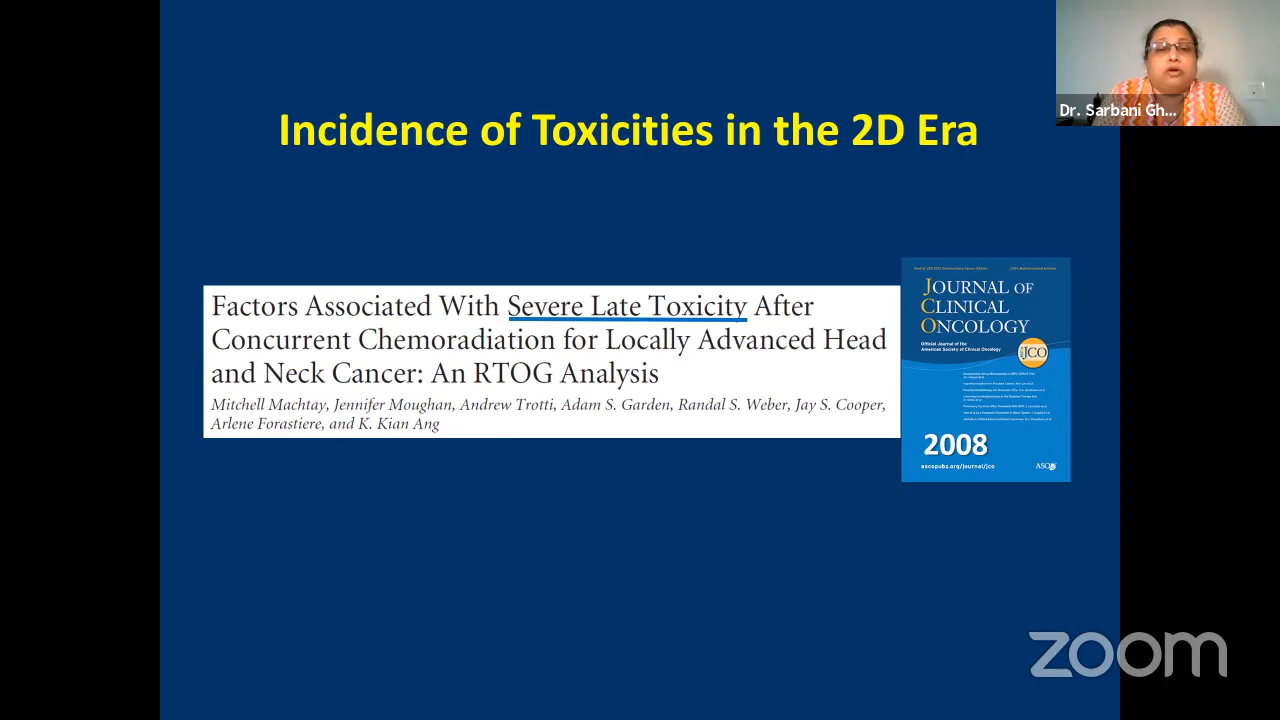 Dr. Sarbani Gh...
Incidence of Toxicities in the 2D Era
Factors Associated With Severe Late Toxicity After
Concurrent Chemoradiation for Locally Advanced Head
and Neck Cancer: An RTOG Analysis
Mitchell Machtay, Jennifer Moughan, Andrew Trotti, Adam S. Garden, Randal S. Weber, Jay S. Cooper,
Arlene Forastiere, and K. Kian Ang
JOURNAL OF
CLINICAL
ONCOLOGY
Official Journal of the
American Society of Clinical Oncology
JCO
2008
ascopubs.org/journal/jco
ASCO
zoom